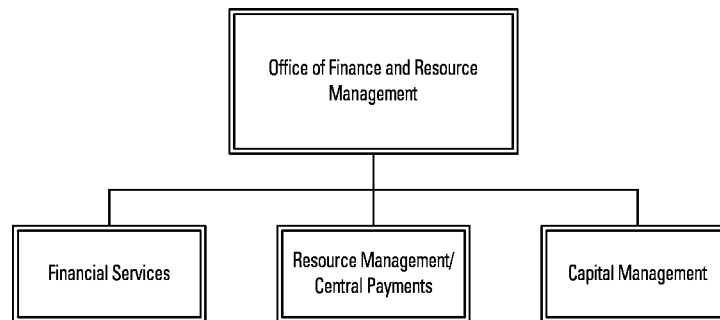 Office of Finance and Resource
Management
Financial Services
Resource Management/
Central Payments
Capital Management